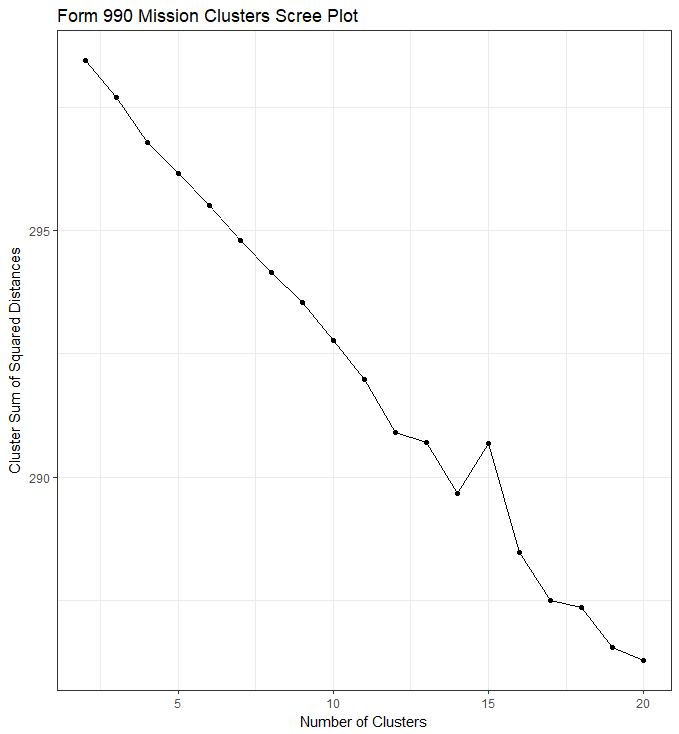 Form 990 Mission Clusters Scree Plot
295
290
Cluster Sum of Squared Distances
5 10 15 20
Number of Clusters